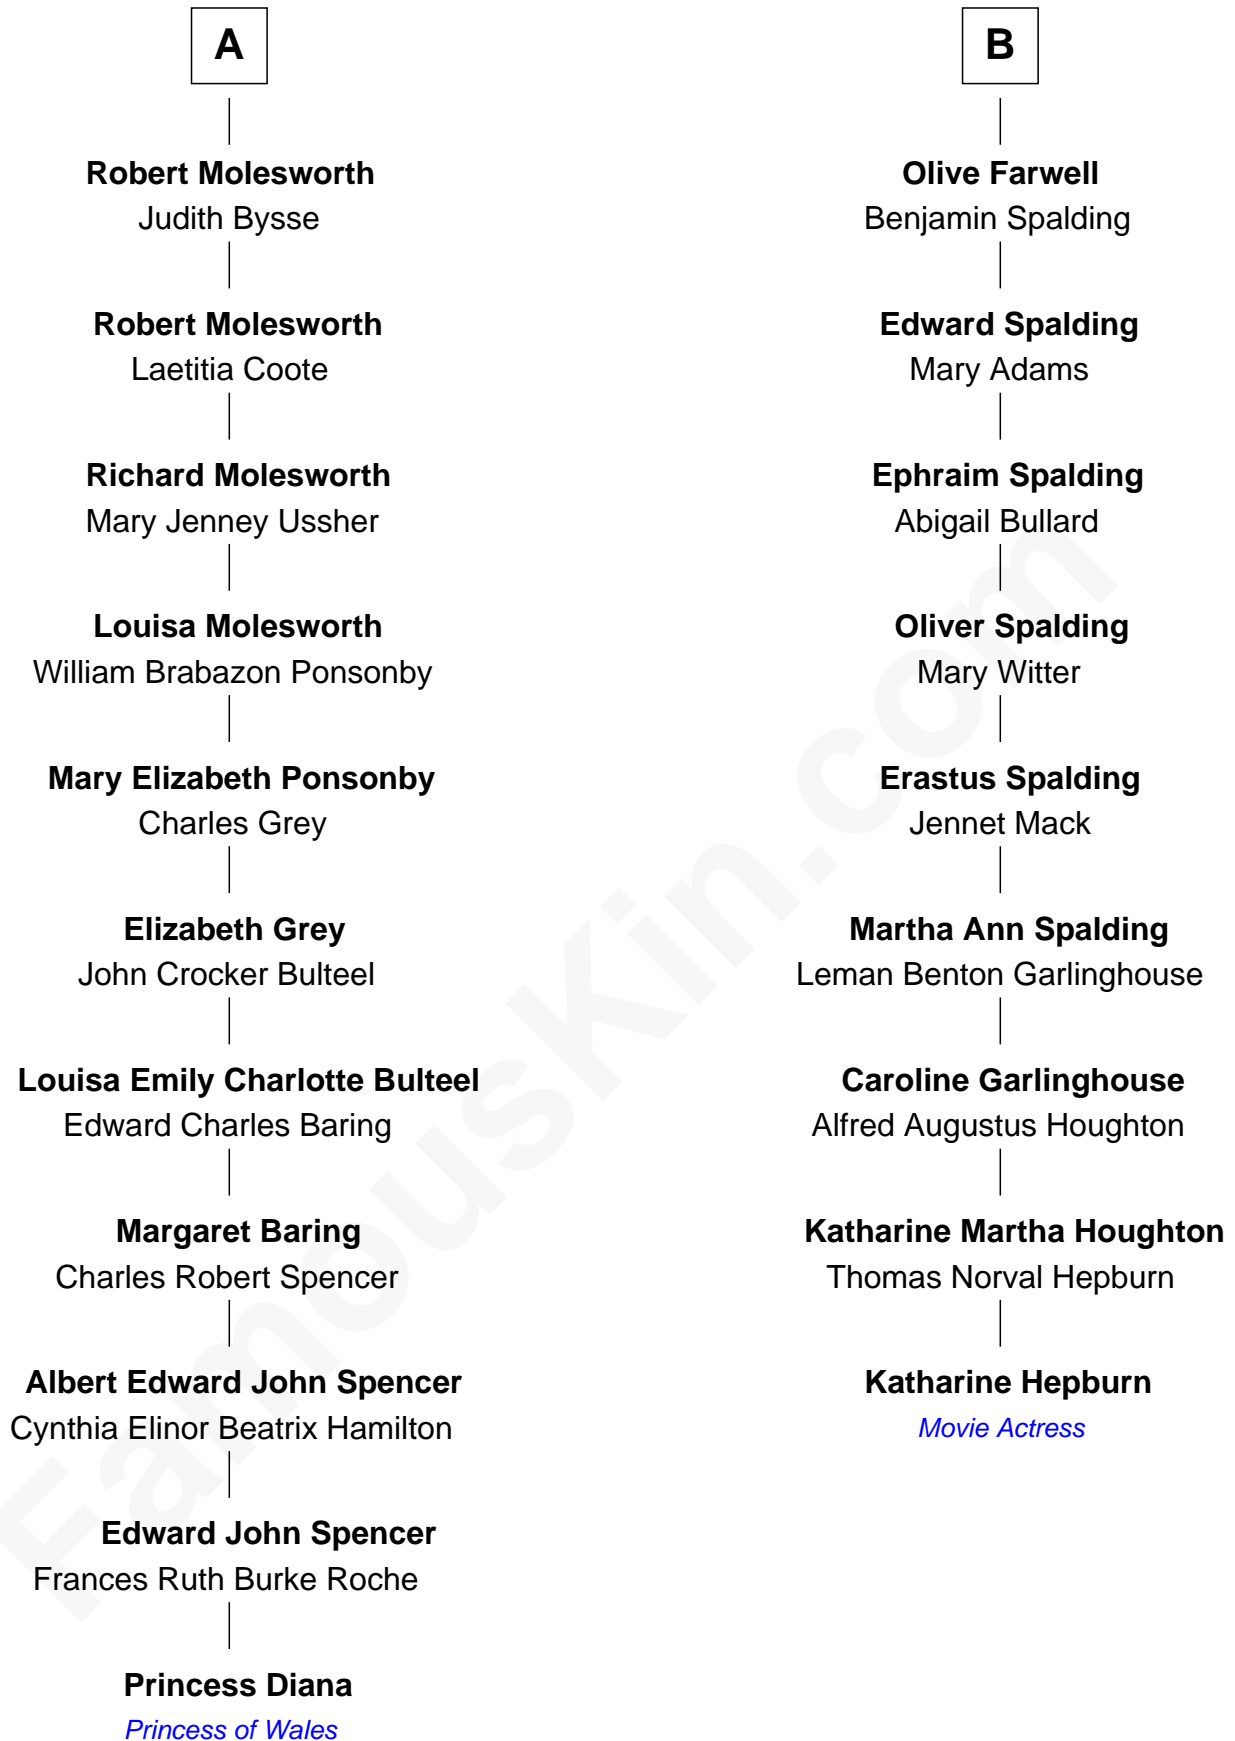 A
Robert Molesworth
Judith Bysse
Robert Molesworth
Laetitia Coote
Richard Molesworth
Mary Jenney Ussher
Louisa Molesworth
William Brabazon Ponsonby
Mary Elizabeth Ponsonby
Charles Grey
Elizabeth Grey
John Crocker Bulteel
Louisa Emily Charlotte Bulteel
Edward Charles Baring
Margaret Baring
Charles Robert Spencer
Albert Edward John Spencer
Cynthia Elinor Beatrix Hamilton
Edward John Spencer
Frances Ruth Burke Roche
Princess Diana
Princess of Wales
B
Olive Farwell
Benjamin Spalding
Edward Spalding
Mary Adams
Ephraim Spalding
Abigail Bullard
Oliver Spalding
Mary Witter
Erastus Spalding
Jennet Mack
Martha Ann Spalding
Leman Benton Garlinghouse
Caroline Garlinghouse
Alfred Augustus Houghton
Katharine Martha Houghton
Thomas Norval Hepburn
Katharine Hepburn
Movie Actress
FamousKin.com